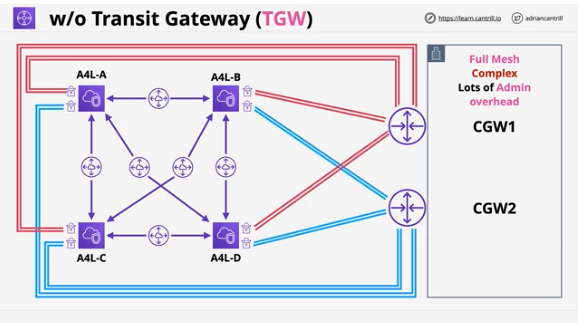 w/o Transit Gateway (TGW)
https://learn.cantrill.io
adriancantrill
Full Mesh
Complex
Lots of Admin
overhead
A4L-A
A4L-B
CGW1
CGW2
A4L-C
A4L-D